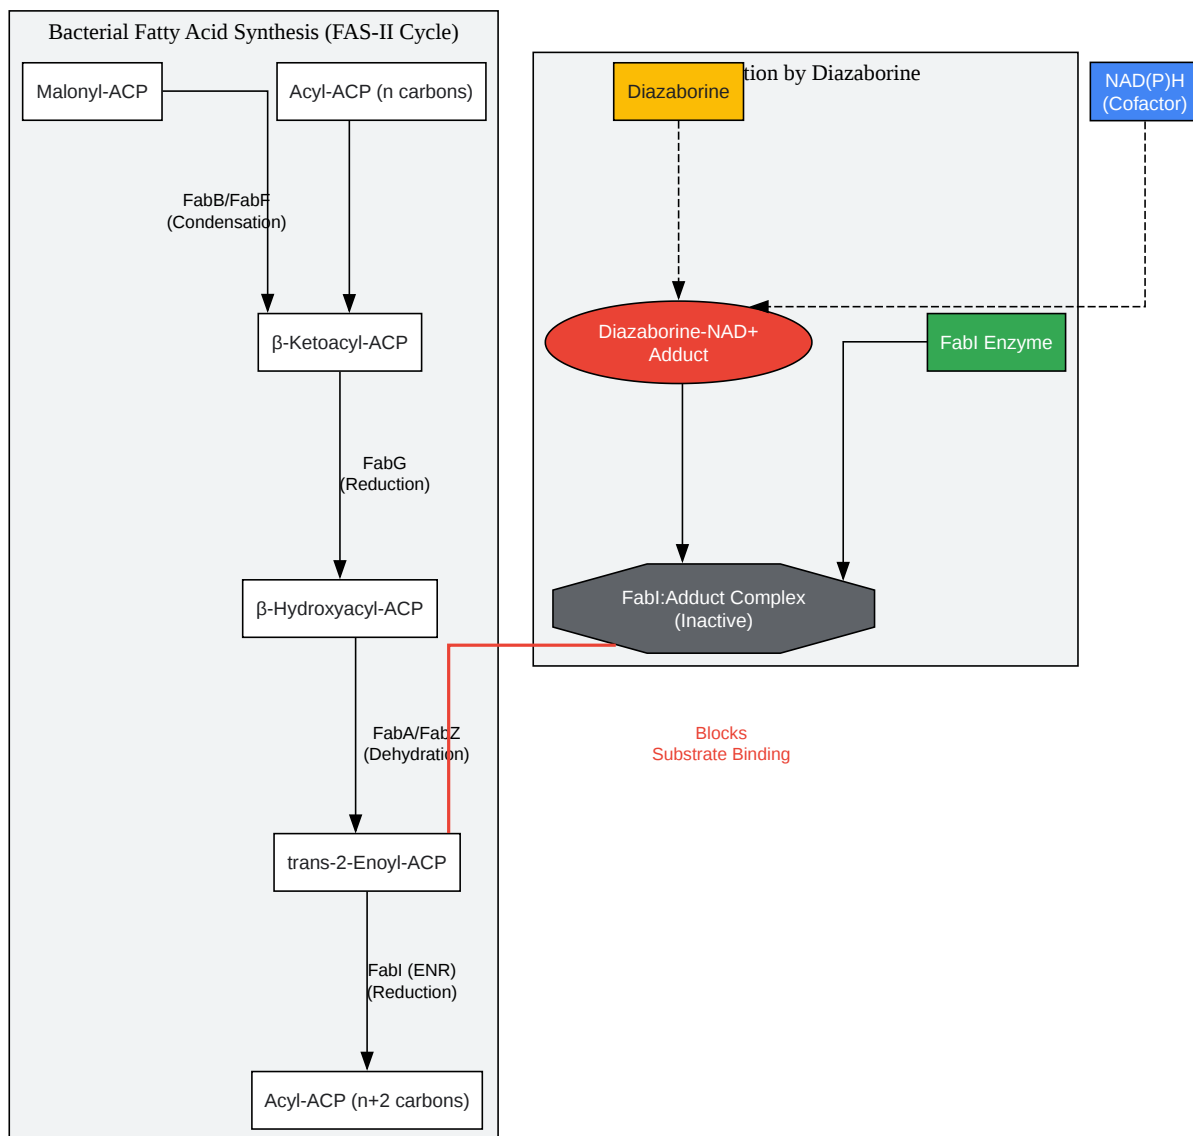 Bacterial Fatty Acid Synthesis (FAS-II Cycle)
Malonyl-ACP
Acyl-ACP (n carbons)
FabB/FabF
(Condensation)
β-Ketoacyl-ACP
FabG
(Reduction)
β-Hydroxyacyl-ACP
FabA/FabZ
(Dehydration)
trans-2-Enoyl-ACP
FabI (ENR)
(Reduction)
Acyl-ACP (n+2 carbons)
by Diazaborine
Diazaborine
NAD(P)H
(Cofactor)
Diazaborine-NAD+
Adduct
FabI Enzyme
FabI:Adduct Complex
(Inactive)
Blocks
Substrate Binding